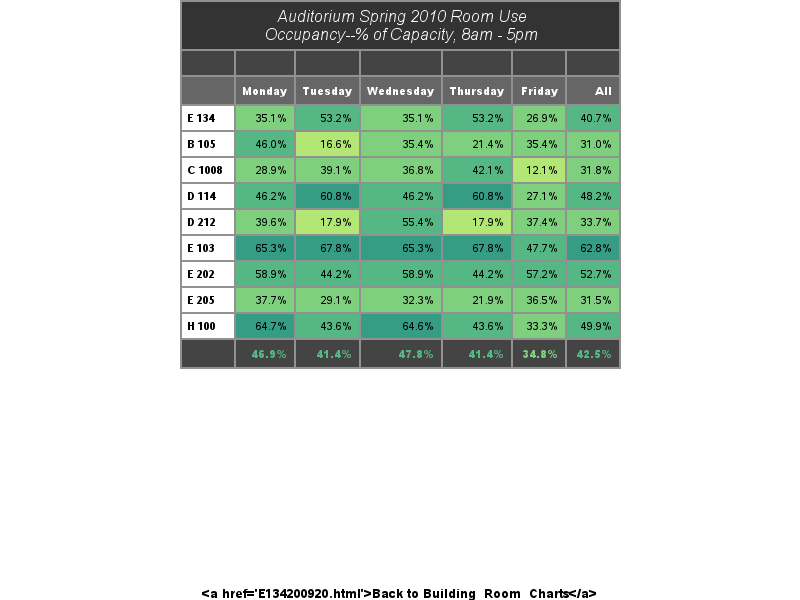 Auditorium Spring 2010 Room Use
Occupancy--% of Capacity, 8am - 5pm
Monday Tuesday Wednesday Thursday Friday All
E 134 35.1% 53.2% 35.1% 53.2% 26.9% 40.7%
B 105 46.0% 16.6% 35.4% 21.4% 35.4% 31.0%
C 1008 28.9% 39.1% 36.8% 42.1% 12.1% 31.8%
D 114 46.2% 60.8% 46.2% 60.8% 27.1% 48.2%
D 212 39.6% 17.9% 55.4% 17.9% 37.4% 33.7%
E 103 65.3% 67.8% 65.3% 67.8% 47.7% 62.8%
E 202 58.9% 44.2% 58.9% 44.2% 57.2% 52.7%
E 205 37.7% 29.1% 32.3% 21.9% 36.5% 31.5%
H 100 64.7% 43.6% 64.6% 43.6% 33.3% 49.9%
46.9% 41.4% 47.8% 41.4% 34.8% 42.5%
<a href='E134200920.html'>Back to Building_Room_Charts</a>